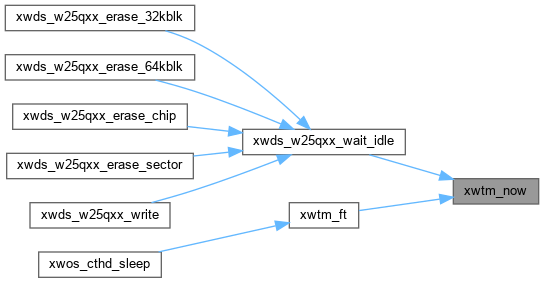 xwds_w25qxx_erase_32kblk
xwds_w25qxx_erase_64kblk
xwds_w25qxx_erase_chip
xwds_w25qxx_wait_idle
xwds_w25qxx_erase_sector
xwtm_now
xwds_w25qxx_write
xwtm_ft
xwos_cthd_sleep